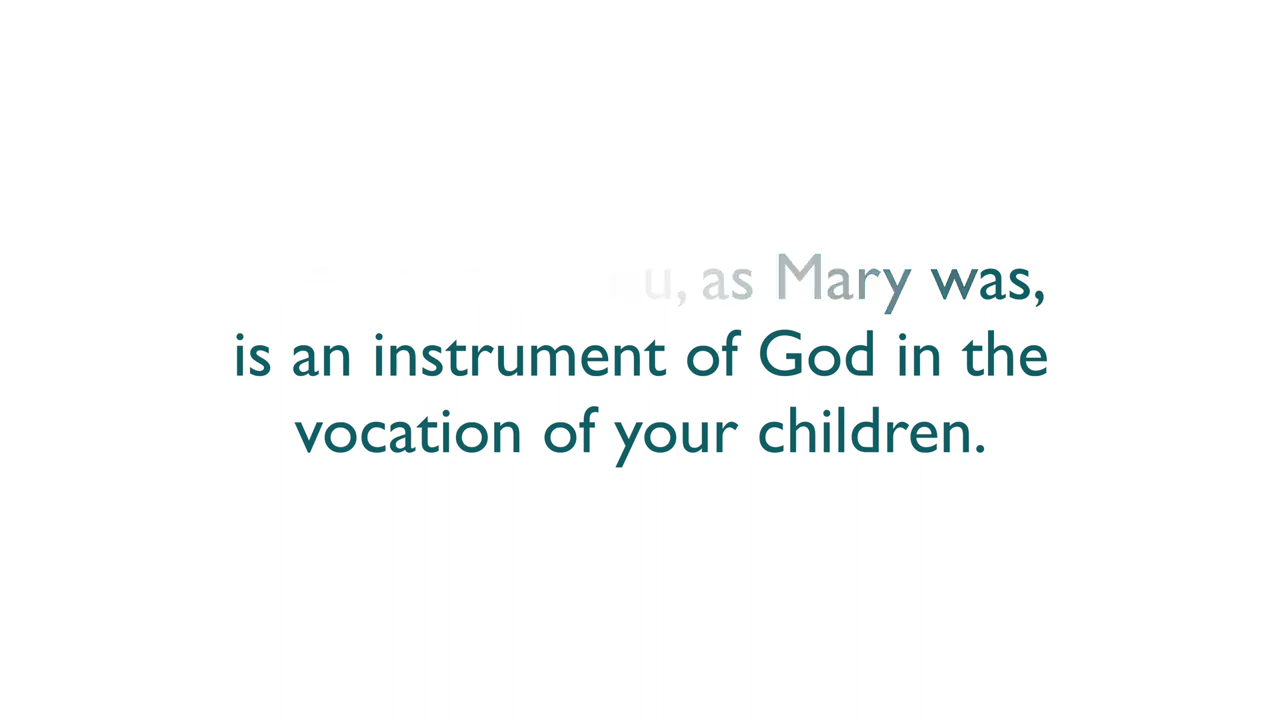 as Mary was,
is an instrument of God in the
vocation of your children.